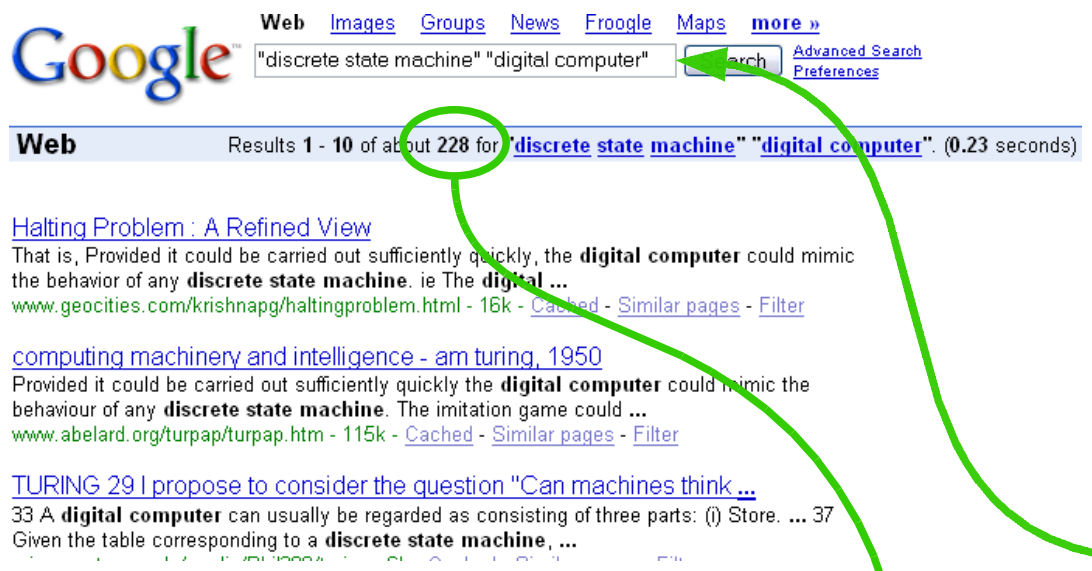 Web Images Groups News Froogle Maps more »
Google™
"discrete state machine" "digital computer" Search Advanced Search
Preferences
Web Results 1 - 10 of about 228 for "discrete state machine" "digital computer". (0.23 seconds)
Halting Problem : A Refined View
That is, Provided it could be carried out sufficiently quickly, the digital computer could mimic
the behavior of any discrete state machine. ie The digital ...
www.geocities.com/krishnapg/haltingproblem.html - 16k - Cached - Similar pages - Filter
computing machinery and intelligence - am turing, 1950
Provided it could be carried out sufficiently quickly the digital computer could mimic the
behaviour of any discrete state machine. The imitation game could ...
www.abelard.org/turpap/turpap.htm - 115k - Cached - Similar pages - Filter
TURING 29 I propose to consider the question "Can machines think ...
33 A digital computer can usually be regarded as consisting of three parts: (i) Store. ... 37
Given the table corresponding to a discrete state machine, ...